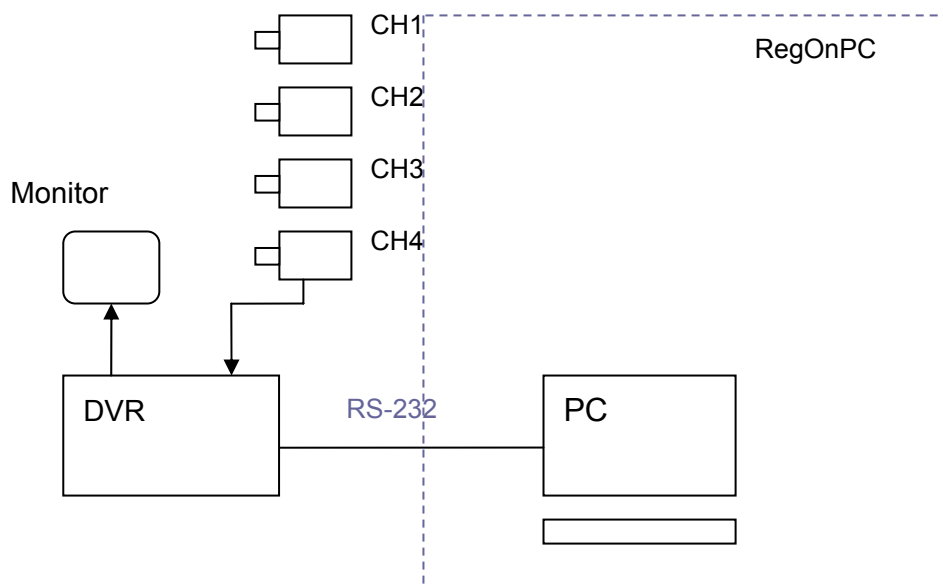 CH1
RegOnPC
CH2
CH3
Monitor
CH4
DVR
RS-232
PC